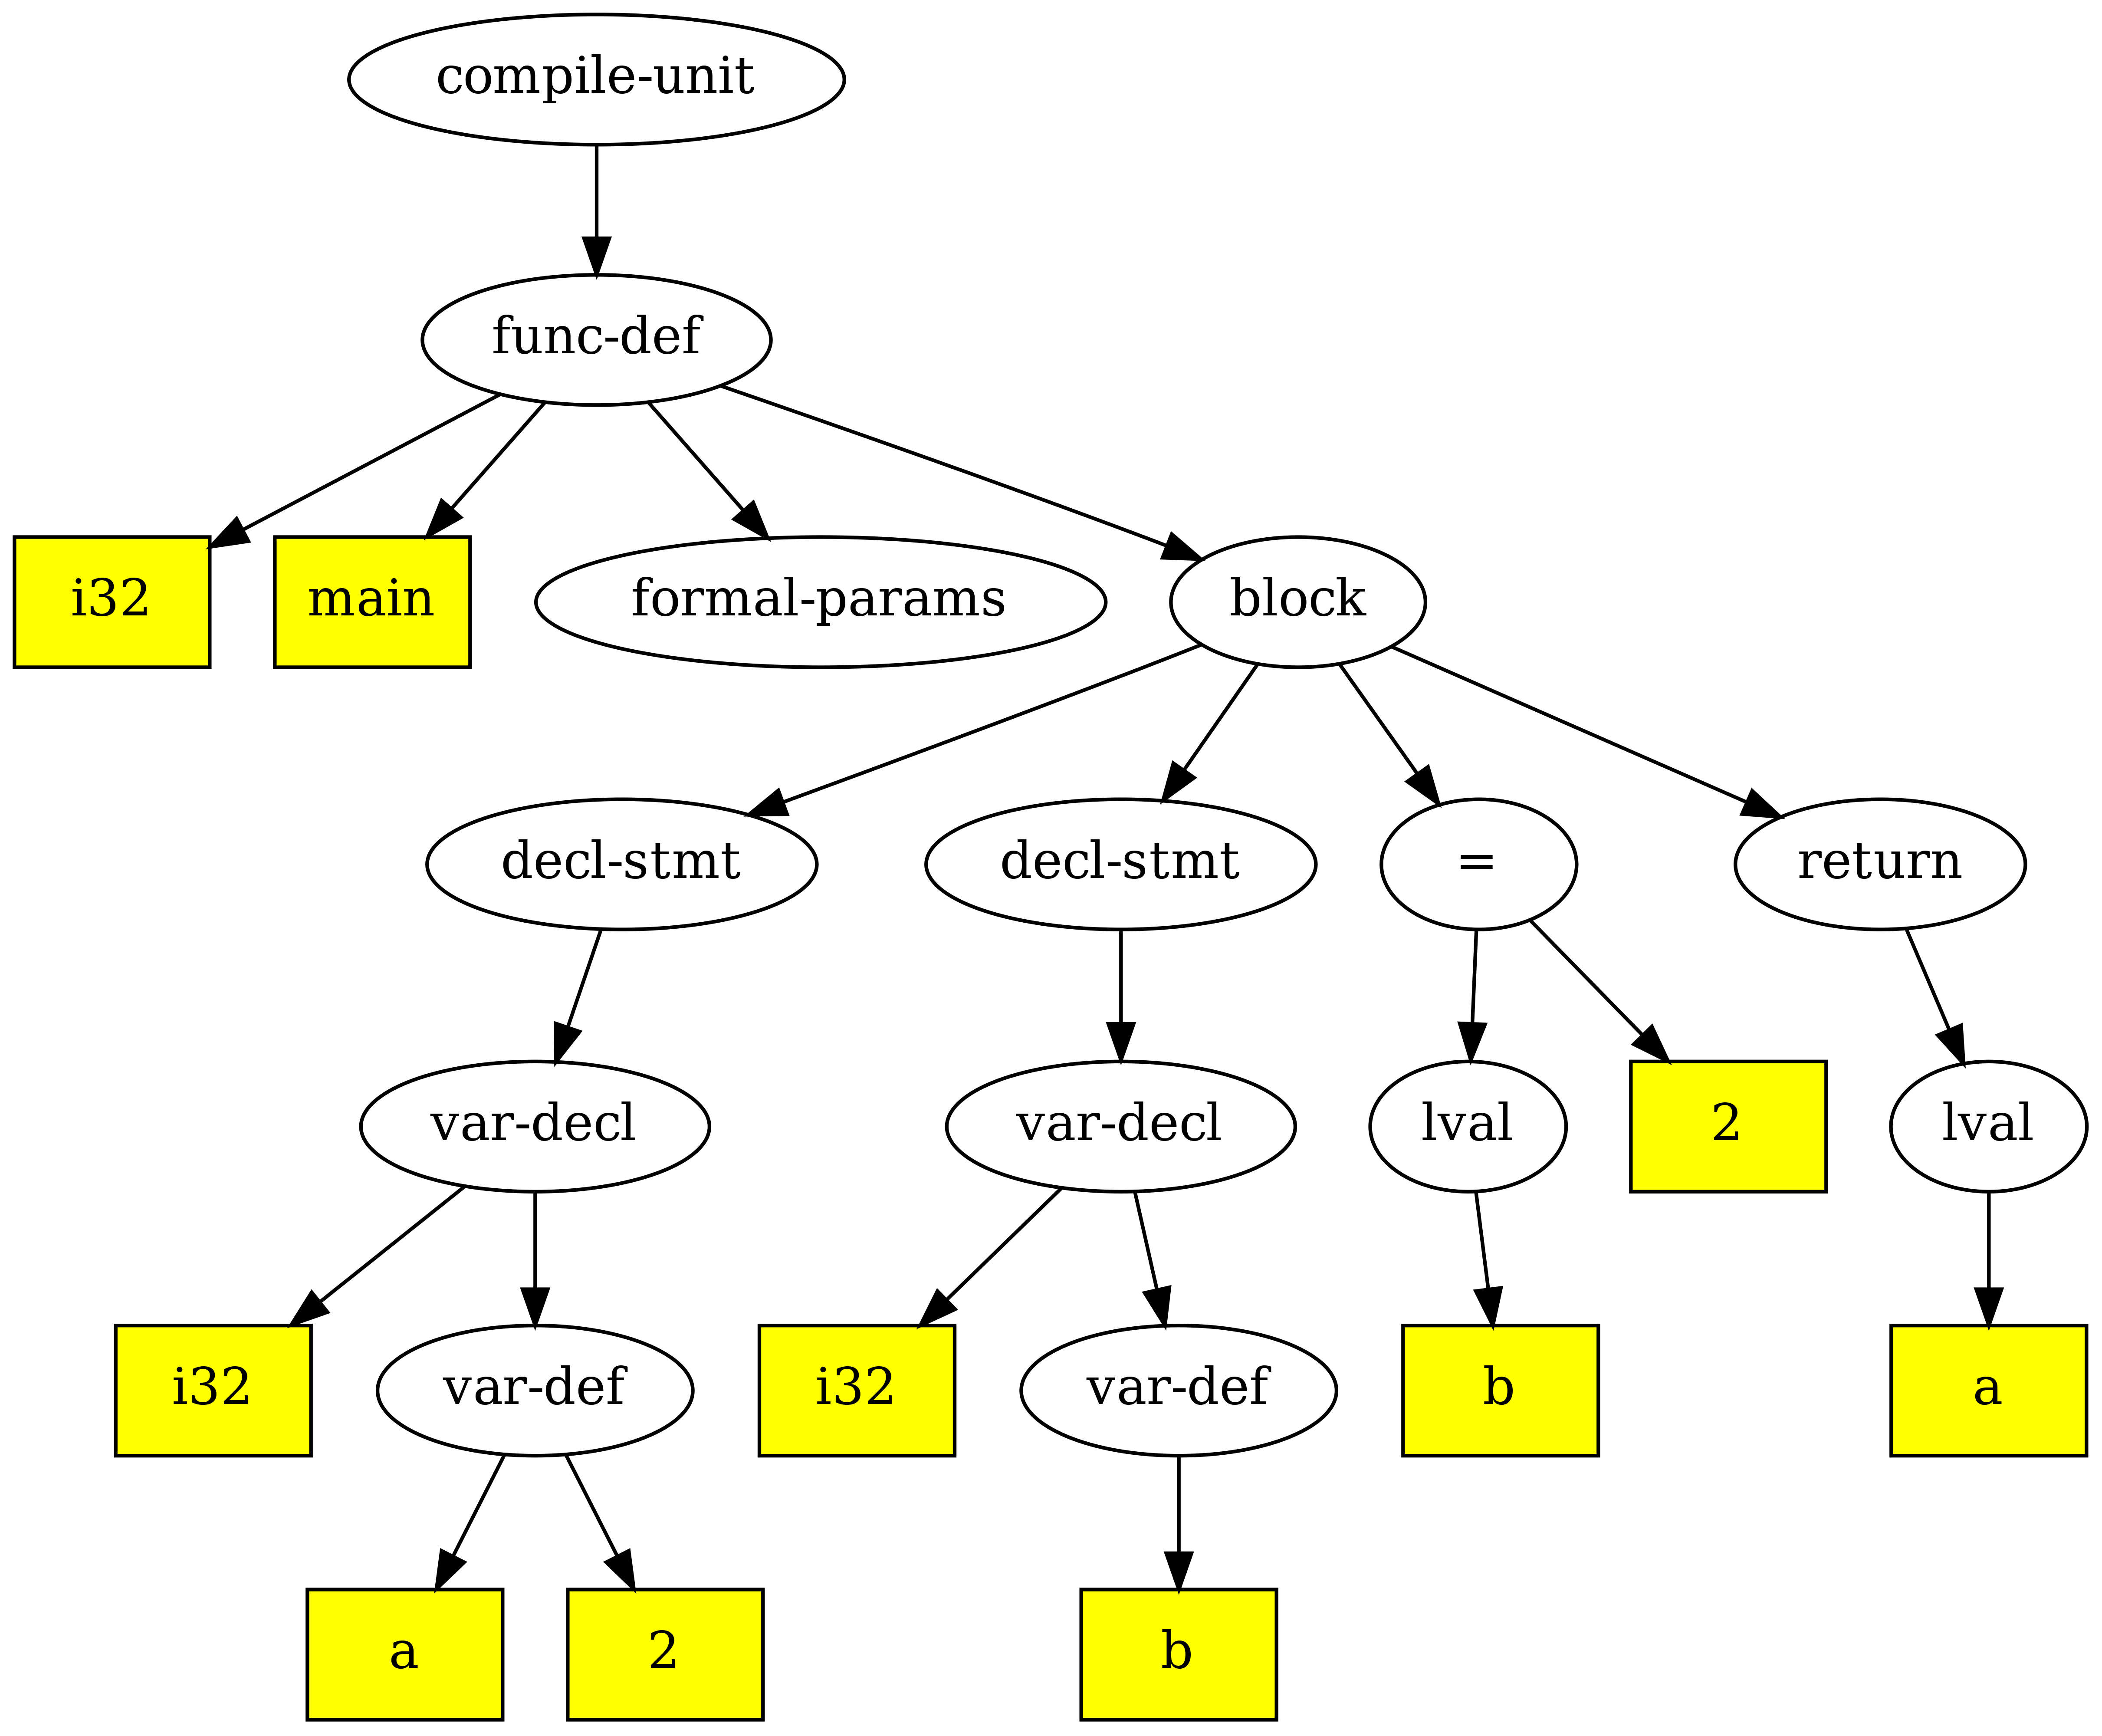 compile-unit
func-def
i32
main
formal-params
block
decl-stmt
decl-stmt
=
return
var-decl
var-decl
lval
2
lval
i32
var-def
i32
var-def
b
a
a
2
b